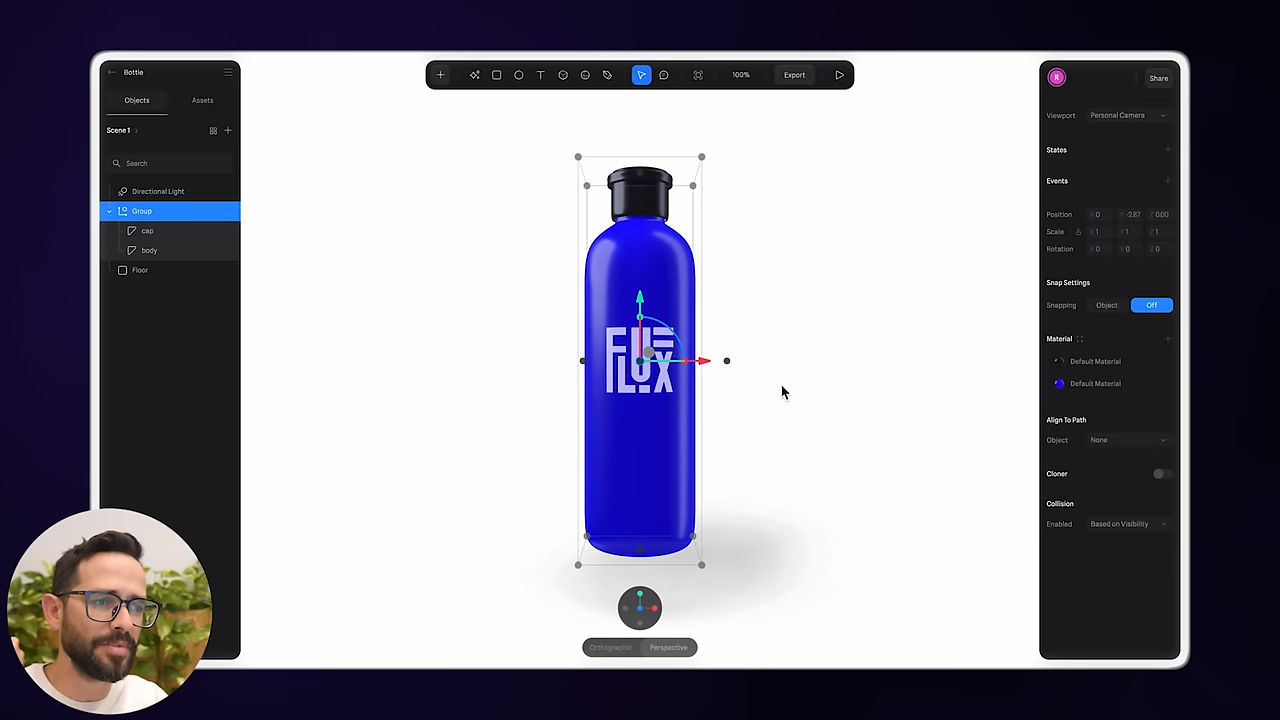 Bottle
Objects Assets
Scene 1
Search
Directional Light
Group
cap
body
Floor
100% Export
FLUX
Orthographic Perspective
R Share
Viewport Personal Camera
States
Events
Position X 0 Y -2.87 Z 0.00
Scale X 1 Y 1 Z 1
Rotation X 0 Y 0 Z 0
Snap Settings
Snapping Object Off
Material
Default Material
Default Material
Align To Path
Object None
Cloner
Collision
Enabled Based on Visibility